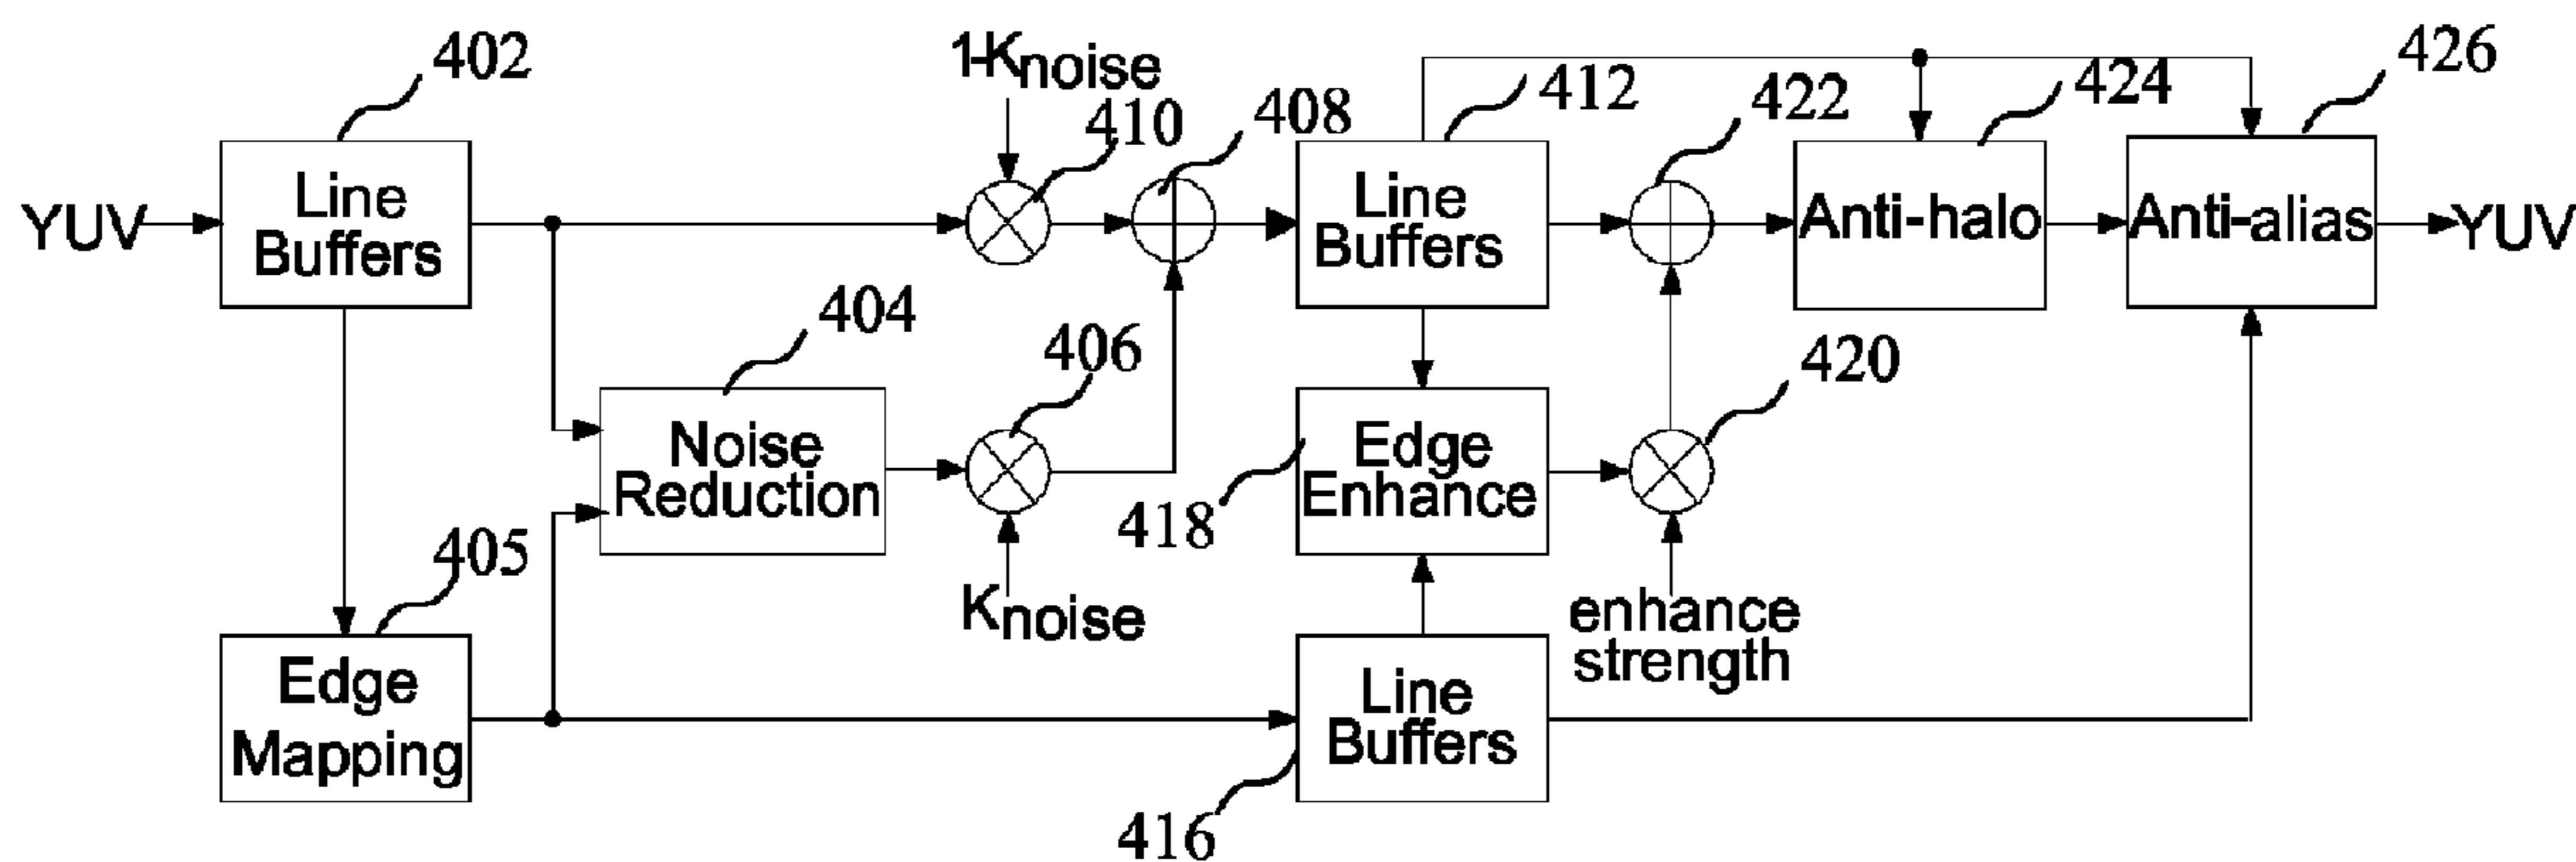 402
1-Knoise
410
408
412
422
424
426
YUV
Line
Buffers
Line
Buffers
Anti-halo
Anti-alias
YUV
404
406
420
Noise
Reduction
Edge
Enhance
418
405
Knoise
enhance
strength
Edge
Mapping
Line
Buffers
416